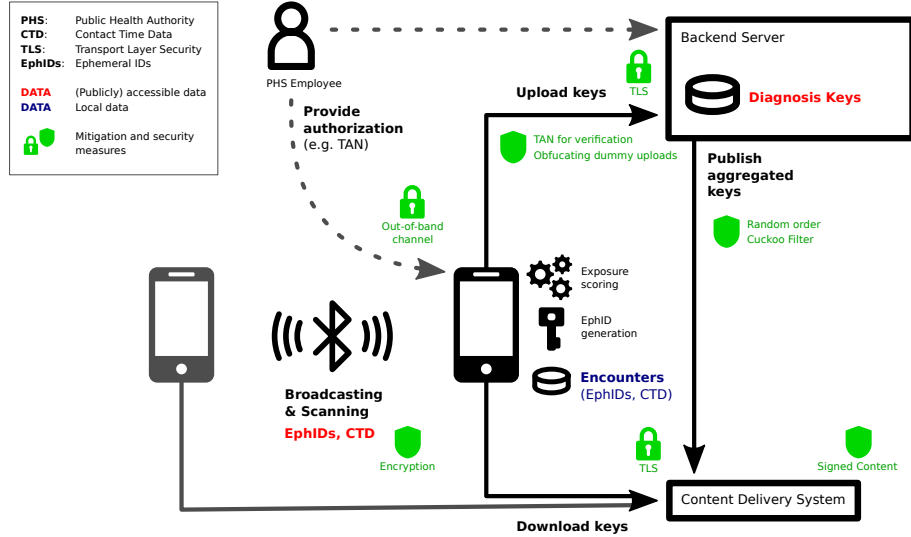 PHS: Public Health Authority
CTD: Contact Time Data
TLS: Transport Layer Security
EphIDs: Ephemeral IDs
DATA (Publicly) accessible data
DATA Local data
Mitigation and security
measures
PHS Employee
Provide
authorization
(e.g. TAN)
Out-of-band
channel
Upload keys
TLS
TAN for verification
Obfucating dummy uploads
Backend Server
Diagnosis Keys
Publish
aggregated
keys
Random order
Cuckoo Filter
Exposure
scoring
EphID
generation
Encounters
(EphIDs, CTD)
Broadcasting
& Scanning
EphIDs, CTD
Encryption
TLS
Signed Content
Content Delivery System
Download keys